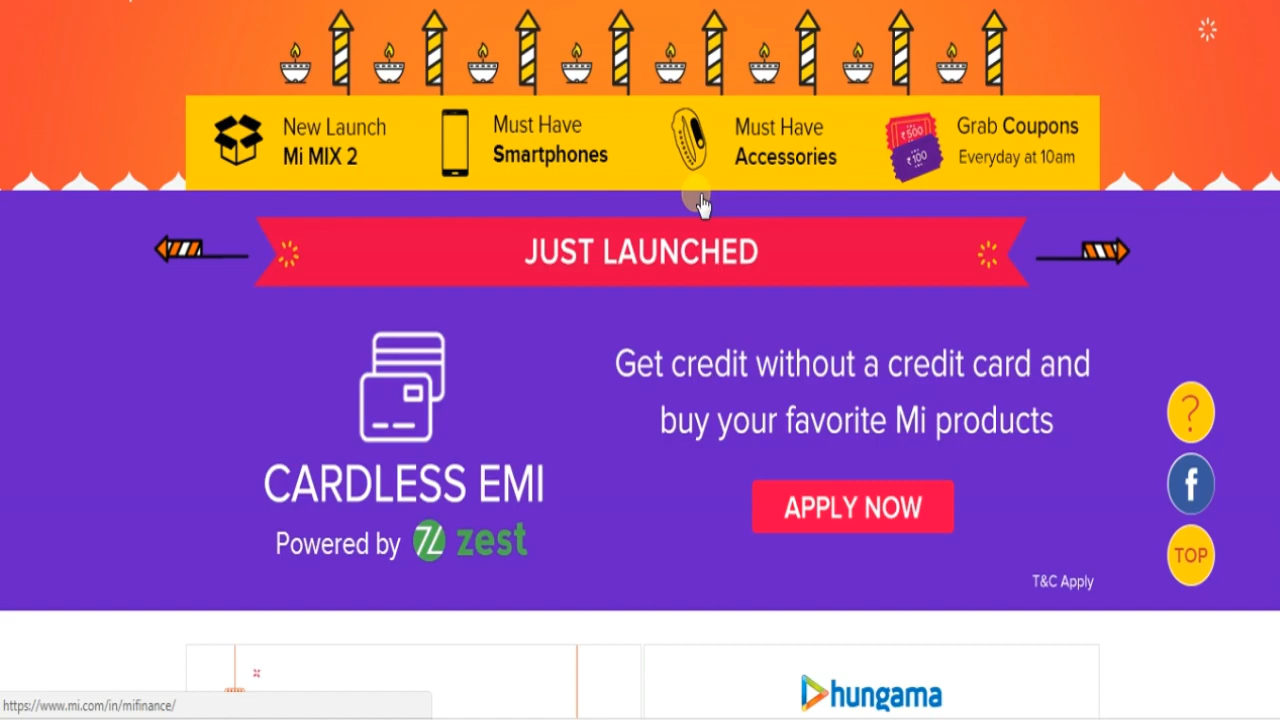 New Launch
Mi MIX 2
Must Have
Smartphones
Must Have
Accessories
₹500
₹100
Grab Coupons
Everyday at 10am
JUST LAUNCHED
CARDLESS EMI
Powered by zest
Get credit without a credit card and
buy your favorite Mi products
APPLY NOW
T&C Apply
?
f
TOP
hungama
https://www.mi.com/in/mifinance/